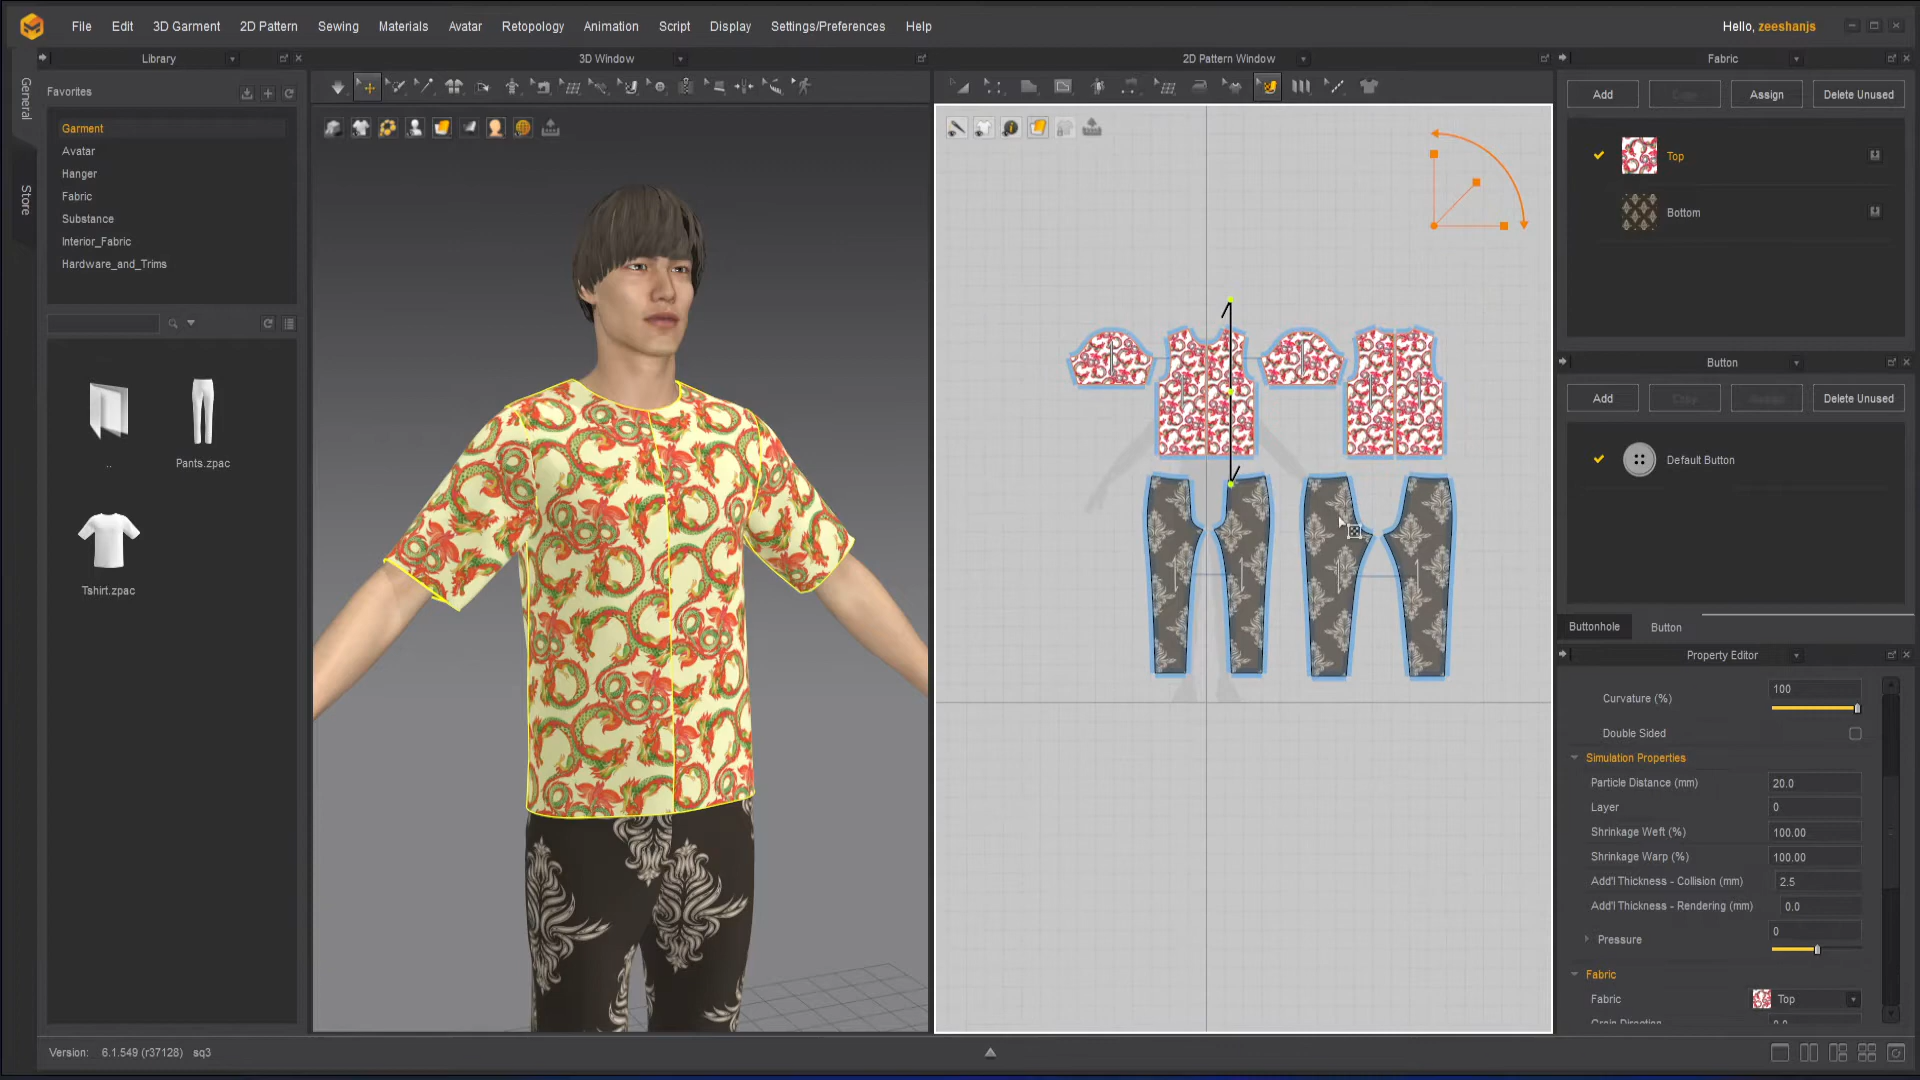 File Edit 3D Garment 2D Pattern Sewing Materials Avatar Retopology Animation Script Display Settings/Preferences Help
Hello, zeeshanjs
Library
3D Window
2D Pattern Window
Fabric
General
Store
Favorites
Garment
Avatar
Hanger
Fabric
Substance
Interior_Fabric
Hardware_and_Trims
..
Pants.zpac
Tshirt.zpac
Add
Assign
Delete Unused
Top
Bottom
Button
Add
Delete Unused
Default Button
Buttonhole
Button
Property Editor
Curvature (%) 100
Double Sided
Simulation Properties
Particle Distance (mm) 20.0
Layer 0
Shrinkage Weft (%) 100.00
Shrinkage Warp (%) 100.00
Add'l Thickness - Collision (mm) 2.5
Add'l Thickness - Rendering (mm) 0.0
Pressure 0
Fabric
Fabric Top
Version: 6.1.549 (r37128) sq3